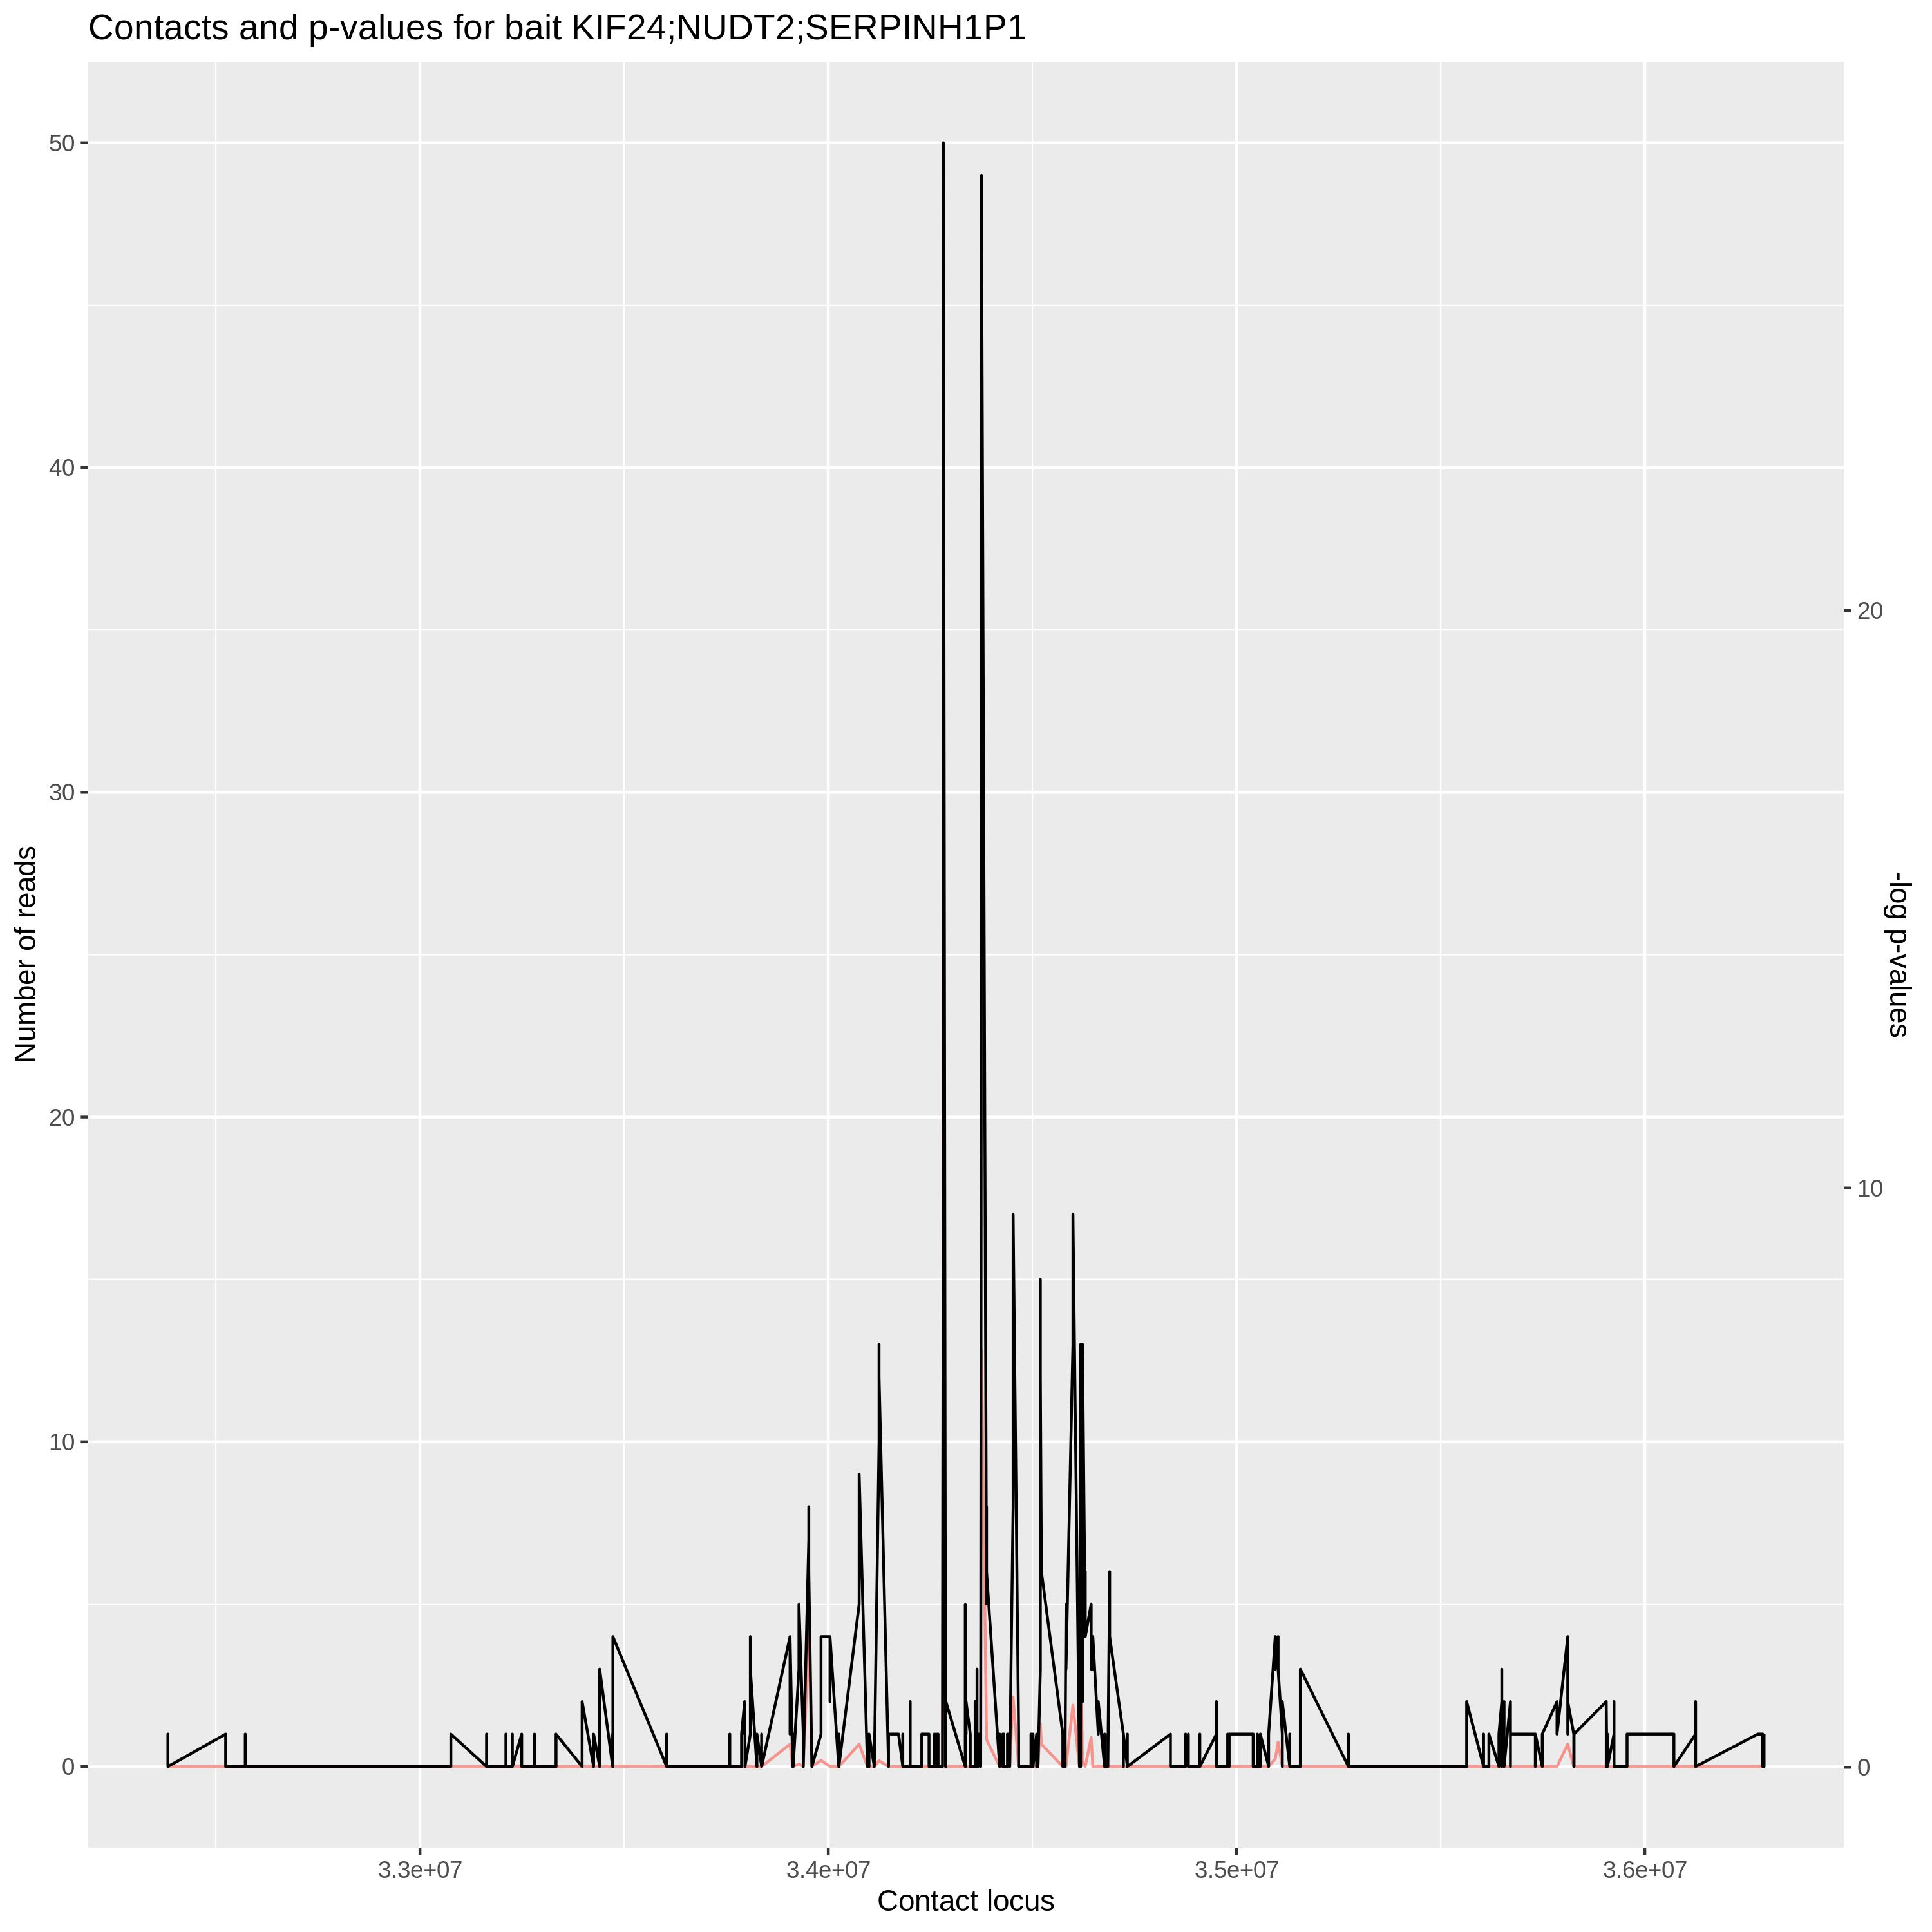 Contacts and p-values for bait KIF24;NUDT2;SERPINH1P1
50
40
30
20
10
0
Number of reads
20
10
0
-log p-values
3.3e+07 3.4e+07 3.5e+07 3.6e+07
Contact locus